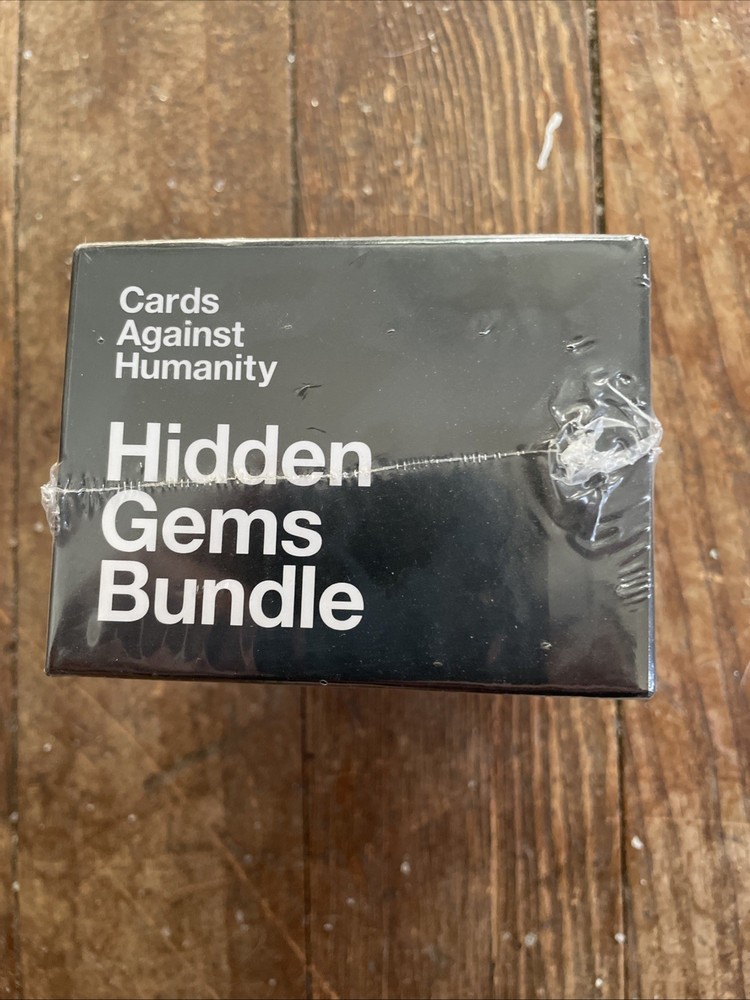 Cards
Against
Humanity
Hidden
Gems
Bundle